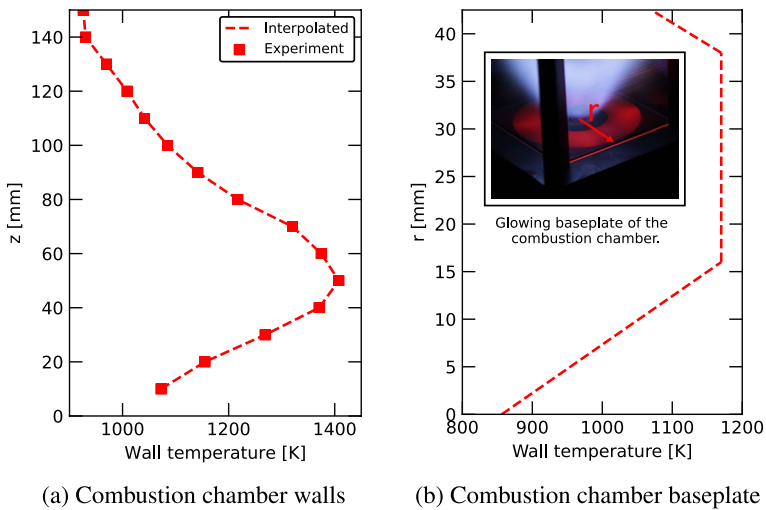 140
120
100
80
60
40
20
0
z [mm]
1000
1200
1400
Wall temperature [K]
Interpolated
Experiment
(a) Combustion chamber walls
40
35
30
25
20
15
10
5
0
r [mm]
800
900
1000
1100
1200
Wall temperature [K]
r
Glowing baseplate of the
combustion chamber.
(b) Combustion chamber baseplate